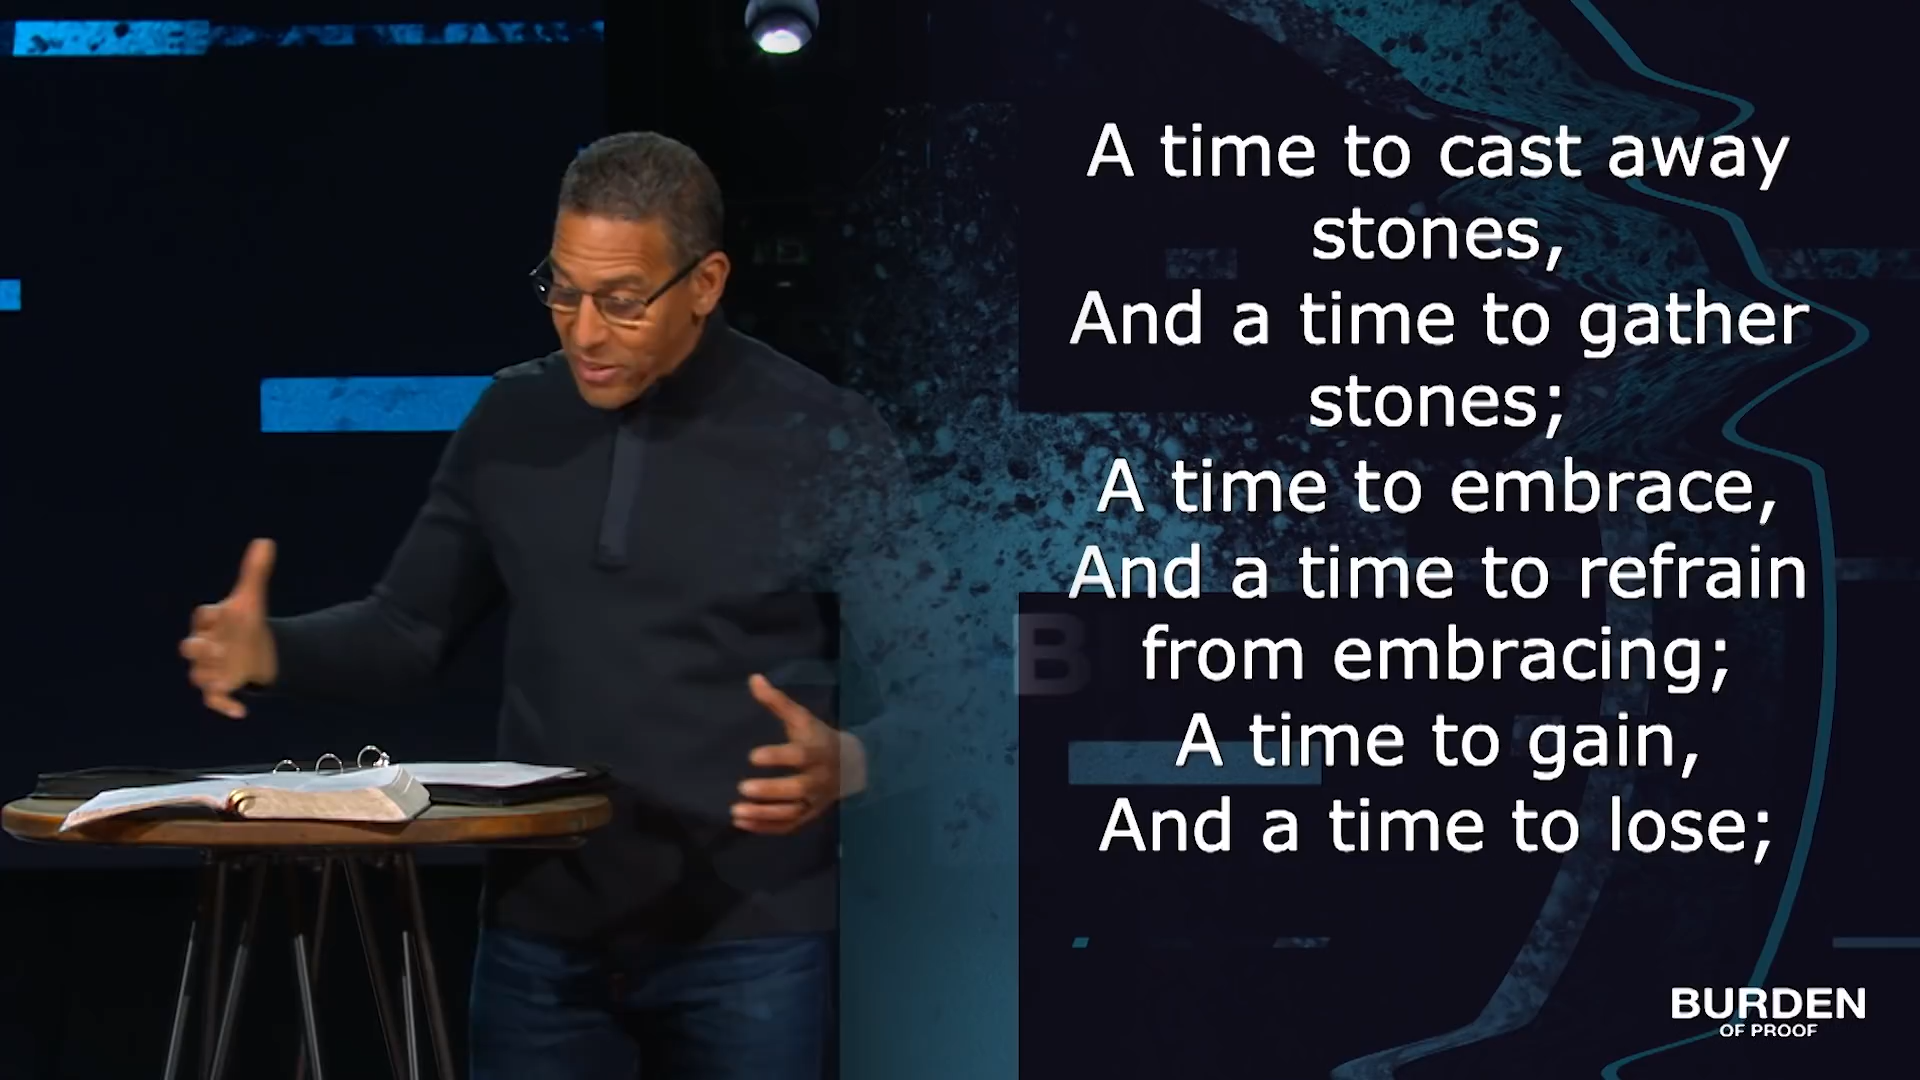 A time to cast away
stones,
And a time to gather
stones;
A time to embrace,
And a time to refrain
from embracing;
A time to gain,
And a time to lose;
B
BURDEN
OF PROOF